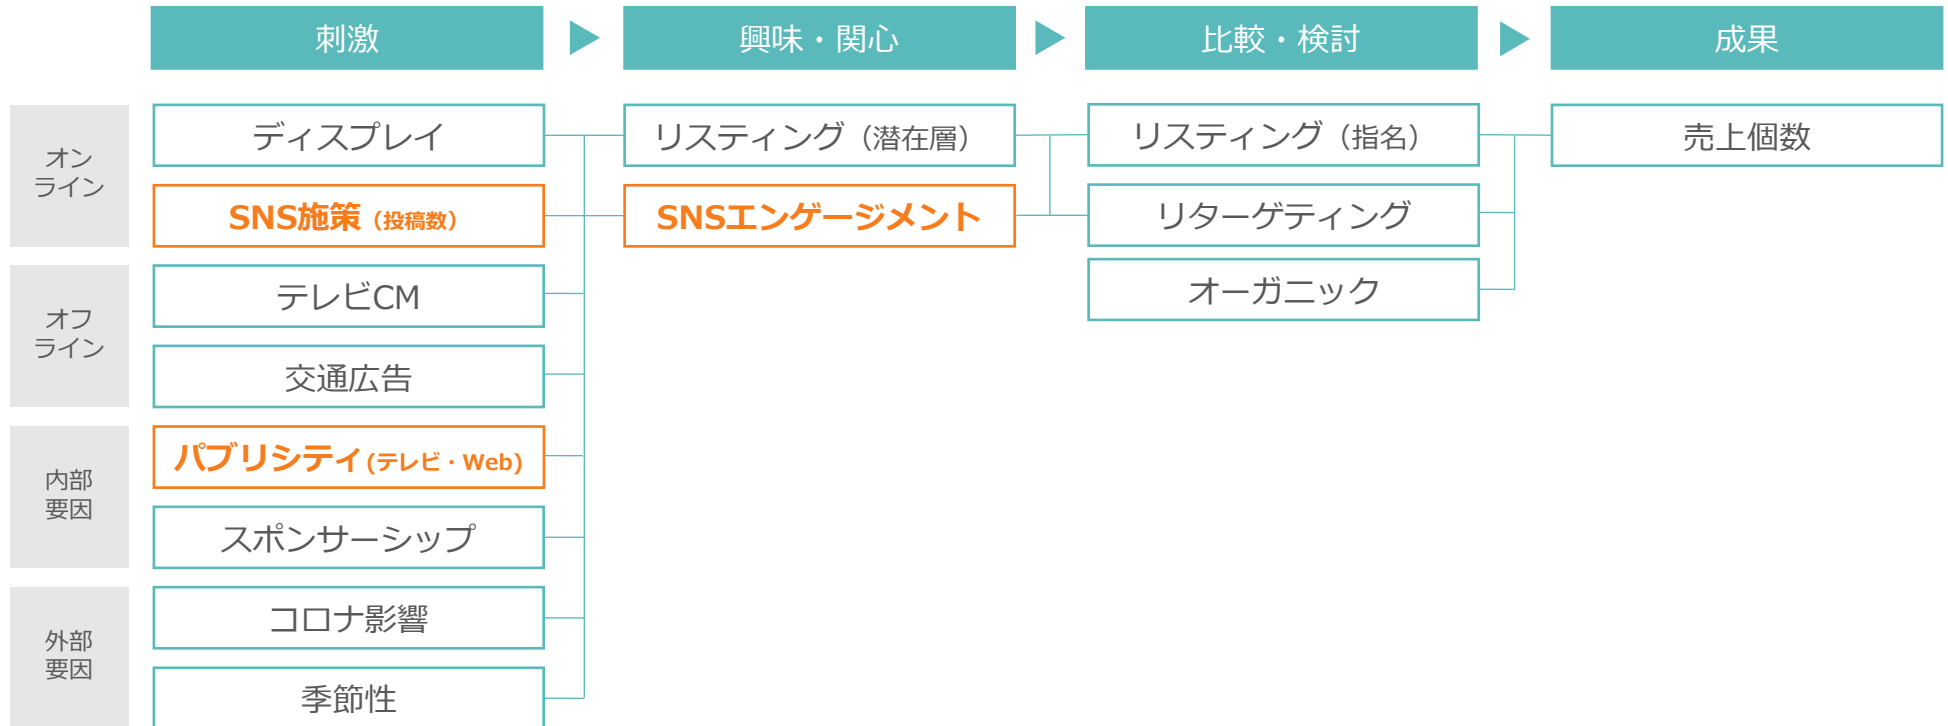 刺激
興味・関心
比較・検討
成果
オン
ライン
ディスプレイ
リスティング（潜在層）
リスティング（指名）
売上個数
SNS施策（投稿数）
SNSエンゲージメント
リターゲティング
オフ
ライン
テレビCM
オーガニック
交通広告
内部
要因
パブリシティ(テレビ・Web)
スポンサーシップ
外部
要因
コロナ影響
季節性